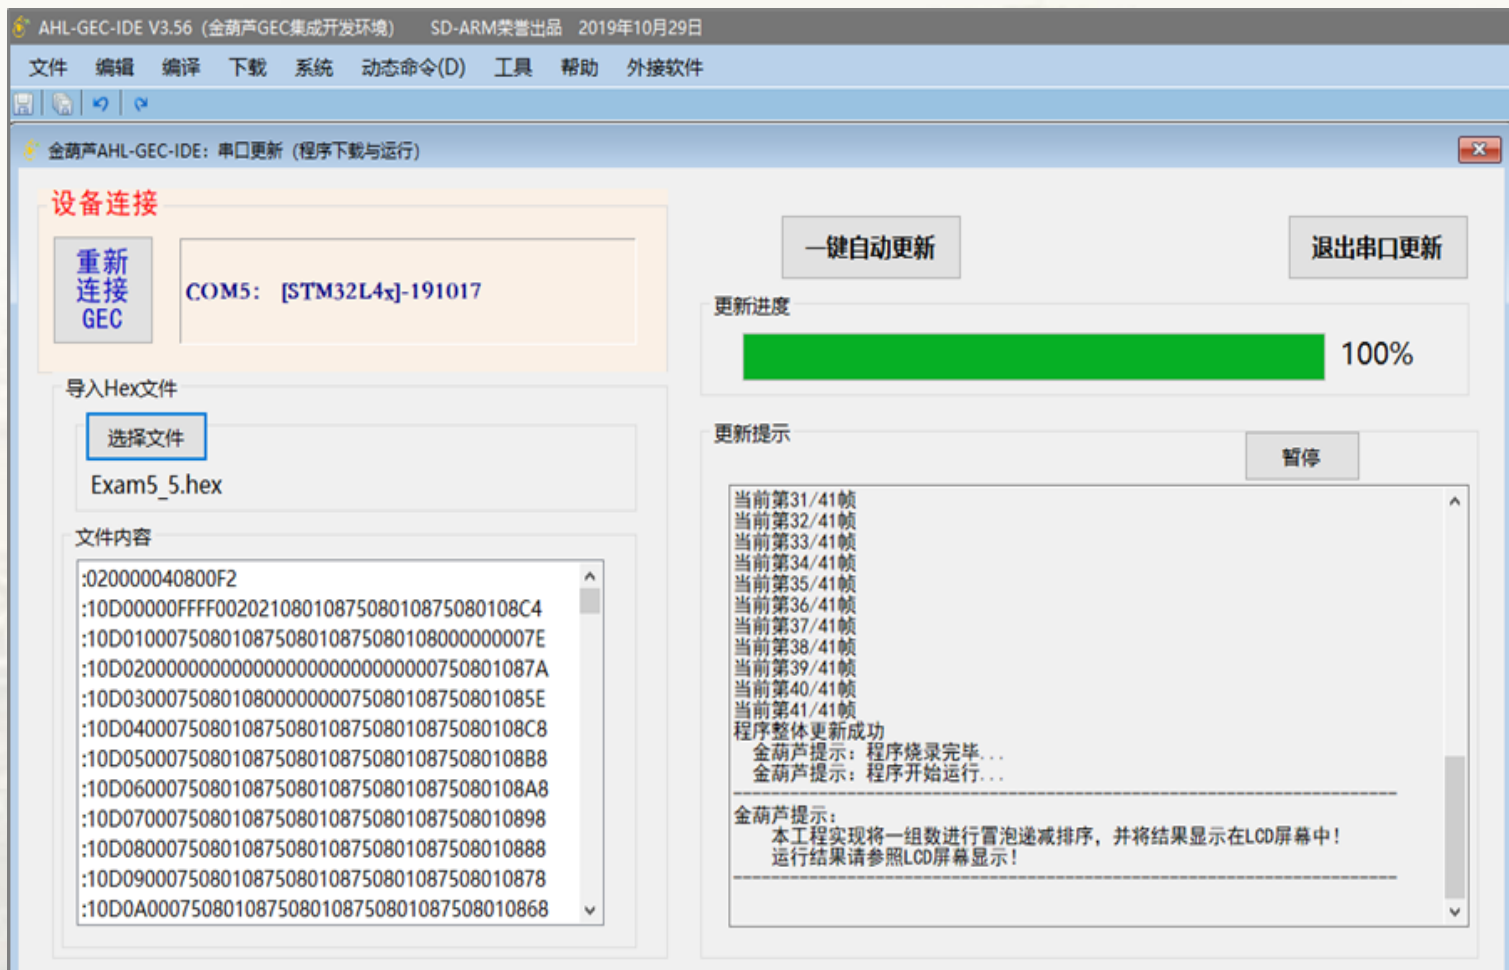 AHL-GEC-IDE V3.56（金葫芦GEC集成开发环境） SD-ARM荣誉出品 2019年10月29日
文件 编辑 编译 下载 系统 动态命令(D) 工具 帮助 外接软件
金葫芦AHL-GEC-IDE：串口更新（程序下载与运行）
设备连接
重新
连接
GEC
COM5： [STM32L4x]-191017
导入Hex文件
选择文件
Exam5_5.hex
文件内容
:020000040800F2
:10D00000FFFF002021080108750801087508​0108C4
:10D01000750801087508010875080108000000007E
:10D02000000000000000000000000000750801087A
:10D03000750801080000000075080108750801085E
:10D0400075080108750801087508010875080108C8
:10D0500075080108750801087508010875080108B8
:10D0600075080108750801087508010875080108A8
:10D070007508010875080108750801087508010898
:10D080007508010875080108750801087508010888
:10D090007508010875080108750801087508010878
:10D0A0007508010875080108750801087508010868
一键自动更新
退出串口更新
更新进度
100%
更新提示
暂停
当前第31/41帧
当前第32/41帧
当前第33/41帧
当前第34/41帧
当前第35/41帧
当前第36/41帧
当前第37/41帧
当前第38/41帧
当前第39/41帧
当前第40/41帧
当前第41/41帧
程序整体更新成功
金葫芦提示：程序烧录完毕...
金葫芦提示：程序开始运行...
金葫芦提示：
本工程实现将一组数进行冒泡递减排序，并将结果显示在LCD屏幕中！
运行结果请参照LCD屏幕显示！